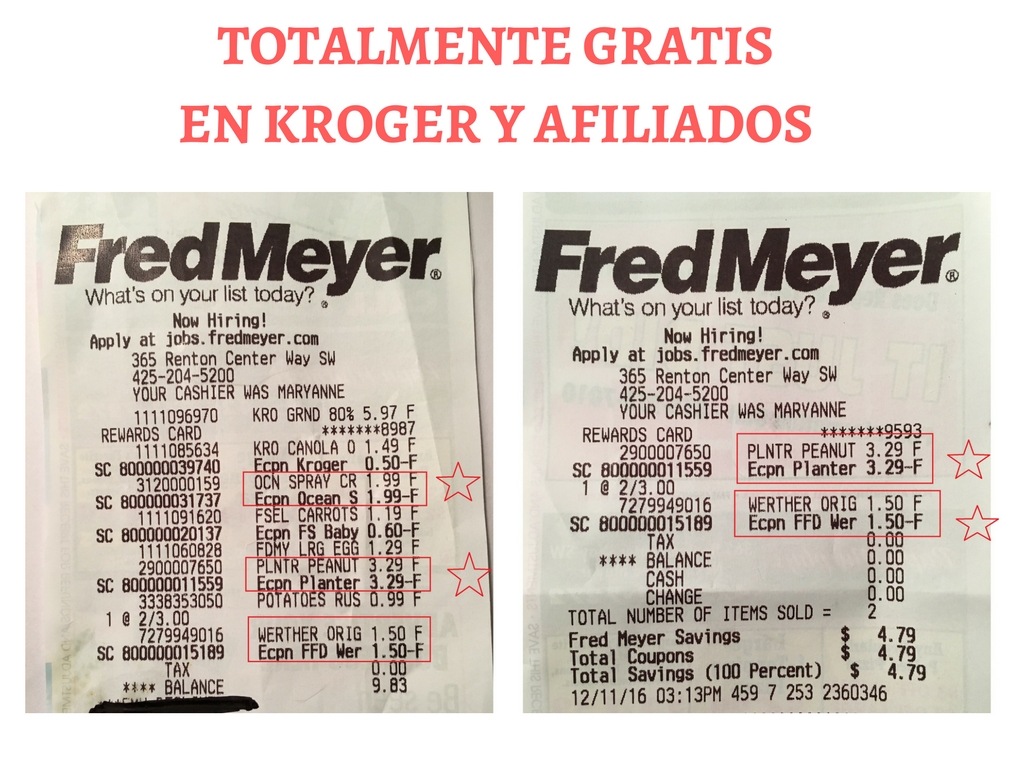 TOTALMENTE GRATIS
EN KROGER Y AFILIADOS
FredMeyer®
What's on your list today?®
Now Hiring!
Apply at jobs.fredmeyer.com
365 Renton Center Way SW
425-204-5200
YOUR CASHIER WAS MARYANNE
1111096970 KRO GRND 80% 5.97 F
REWARDS CARD *******8987
1111085634 KRO CANOLA O 1.49 F
SC 800000039740 Ecpn Kroger 0.50-F
3120000159 OCN SPRAY CR 1.99 F
SC 800000031737 Ecpn Ocean S 1.99-F
1111091620 FSEL CARROTS 1.19 F
SC 800000020137 Ecpn FS Baby 0.60-F
1111060828 FDMY LRG EGG 1.29 F
2900007650 PLNTR PEANUT 3.29 F
SC 800000011559 Ecpn Planter 3.29-F
3338353050 POTATOES RUS 0.99 F
1 @ 2/3.00
7279949016 WERTHER ORIG 1.50 F
SC 800000015189 Ecpn FFD Wer 1.50-F
TAX 0.00
**** BALANCE 9.83
FredMeyer®
What's on your list today?®
Now Hiring!
Apply at jobs.fredmeyer.com
365 Renton Center Way SW
425-204-5200
YOUR CASHIER WAS MARYANNE
REWARDS CARD *******9593
2900007650 PLNTR PEANUT 3.29 F
SC 800000011559 Ecpn Planter 3.29-F
1 @ 2/3.00
7279949016 WERTHER ORIG 1.50 F
SC 800000015189 Ecpn FFD Wer 1.50-F
TAX 0.00
**** BALANCE 0.00
CASH 0.00
CHANGE 0.00
TOTAL NUMBER OF ITEMS SOLD = 2
Fred Meyer Savings $ 4.79
Total Coupons $ 4.79
Total Savings (100 Percent) $ 4.79
12/11/16 03:13PM 459 7 253 2360346